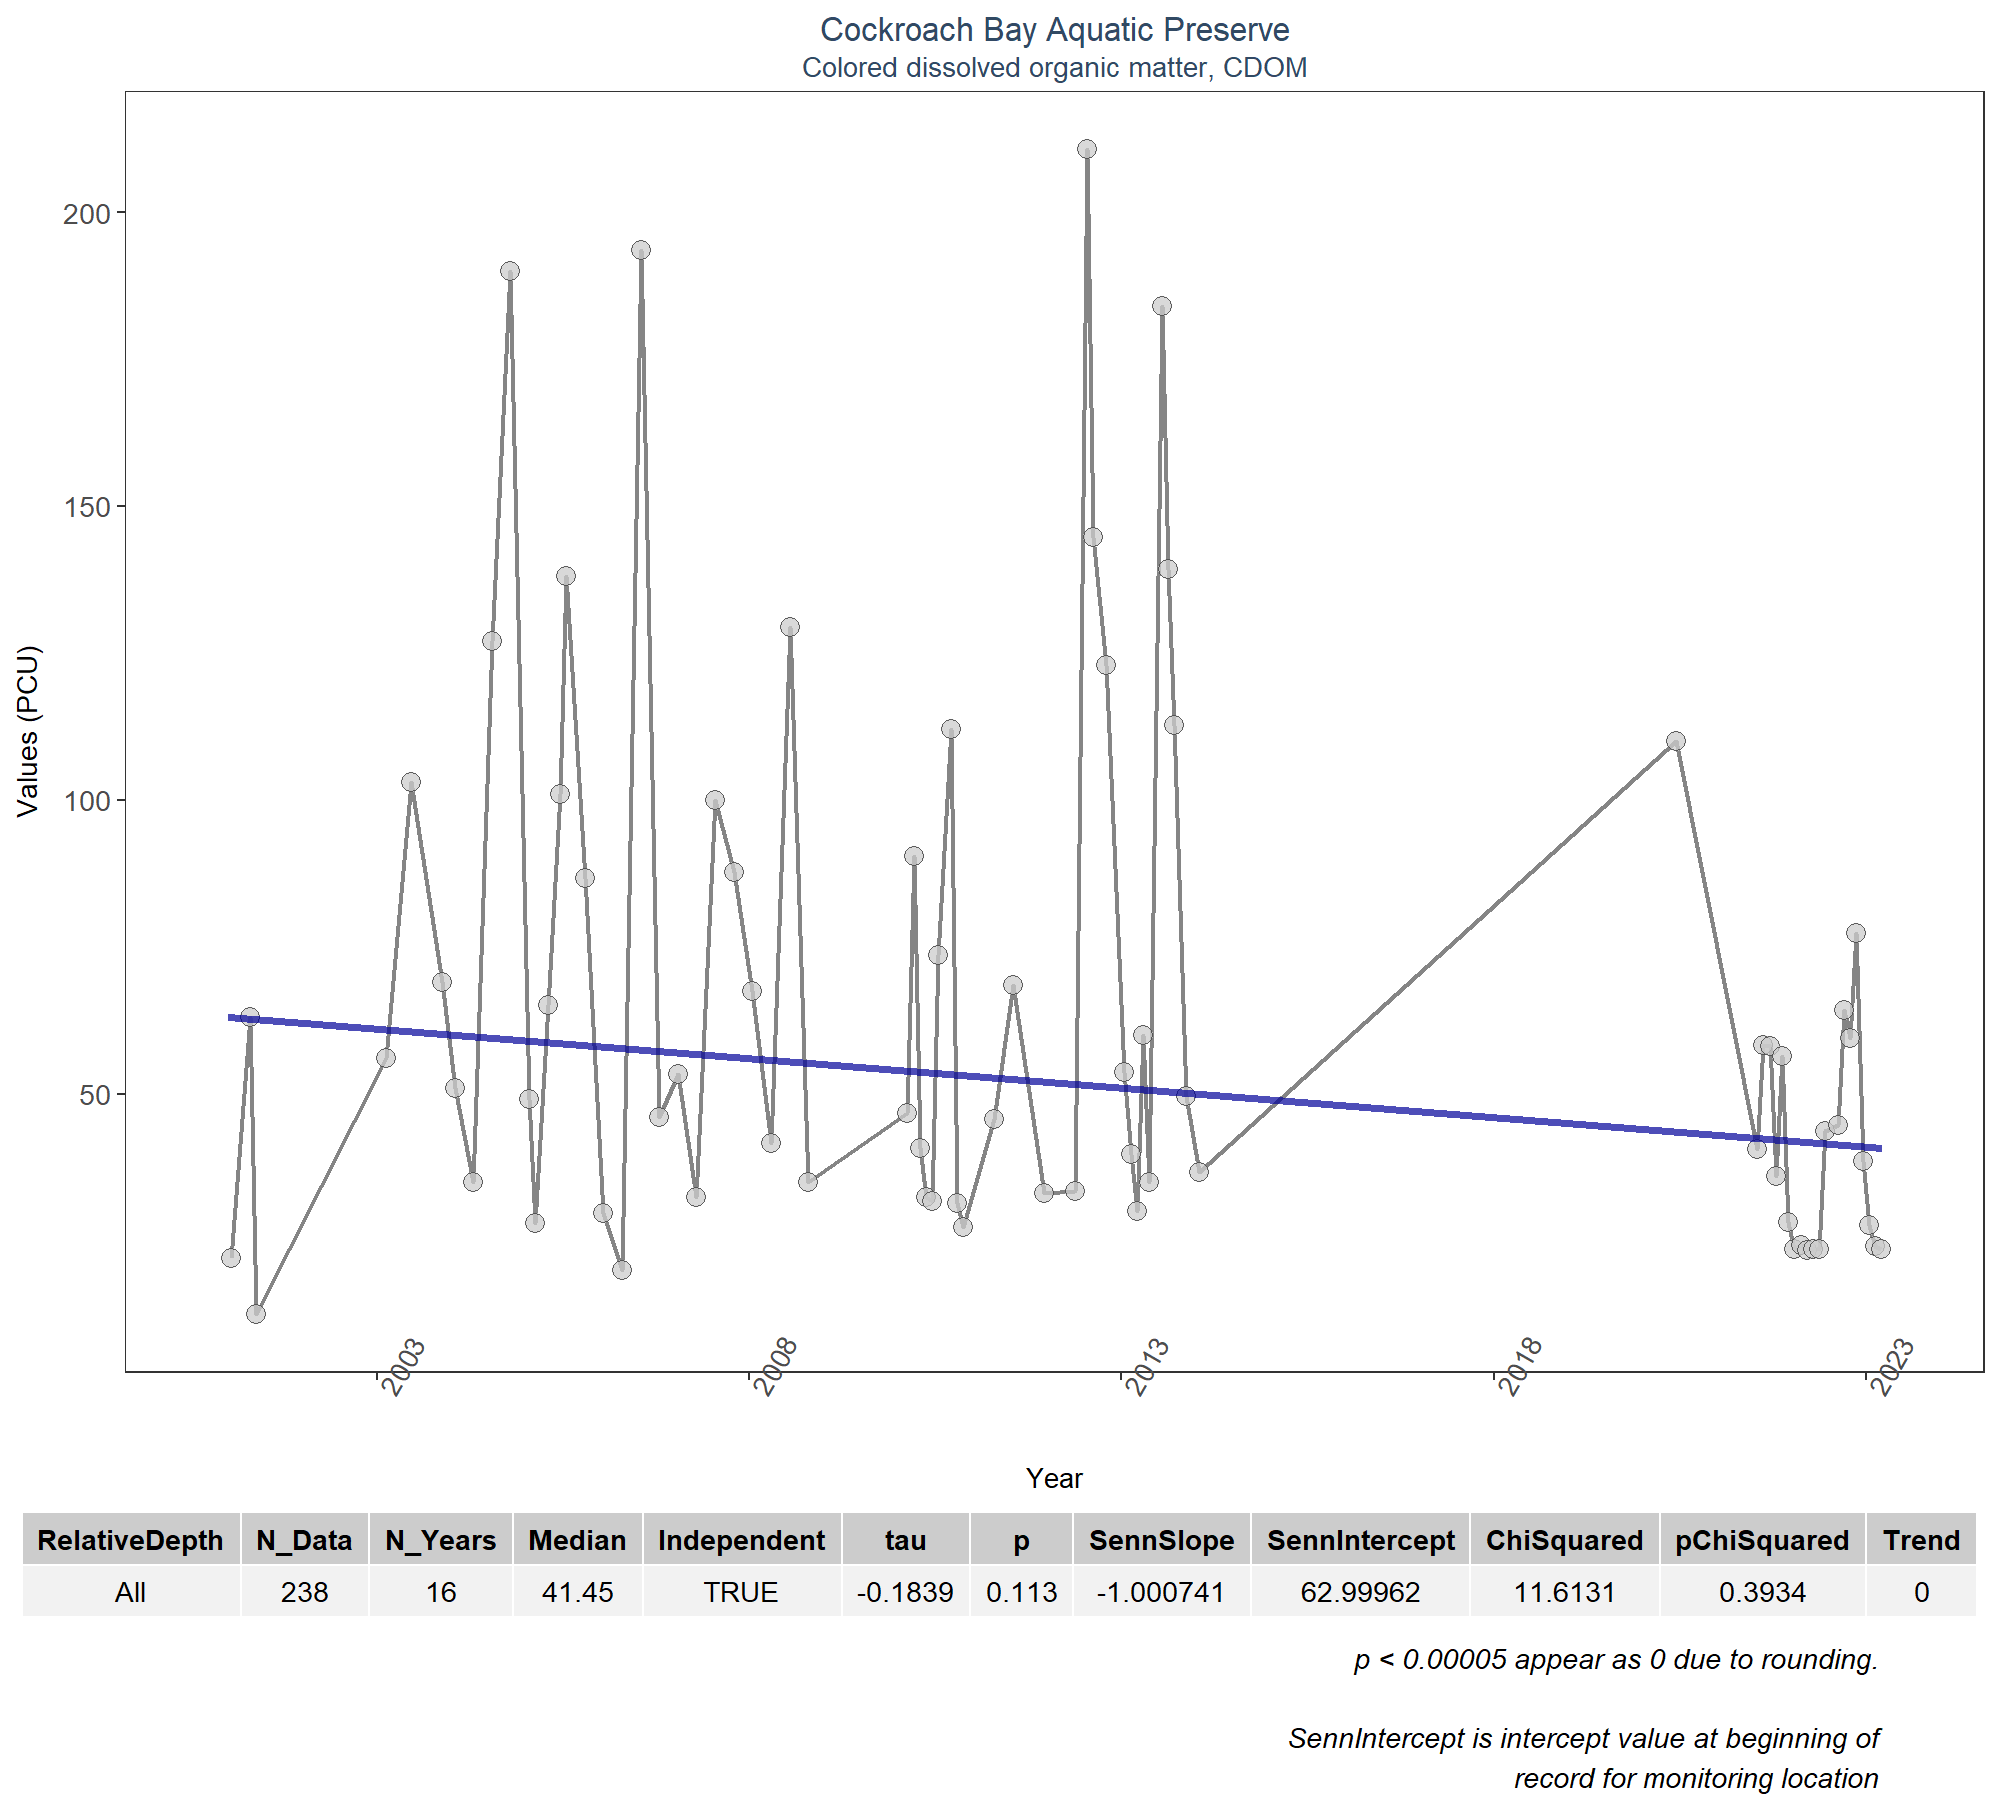 Cockroach Bay Aquatic Preserve
Colored dissolved organic matter, CDOM
Values (PCU)
200
150
100
50
2003 2008 2013 2018 2023
Year
RelativeDepth N_Data N_Years Median Independent tau p SennSlope SennIntercept ChiSquared pChiSquared Trend
All 238 16 41.45 TRUE -0.1839 0.113 -1.000741 62.99962 11.6131 0.3934 0
p < 0.00005 appear as 0 due to rounding.
SennIntercept is intercept value at beginning of
record for monitoring location